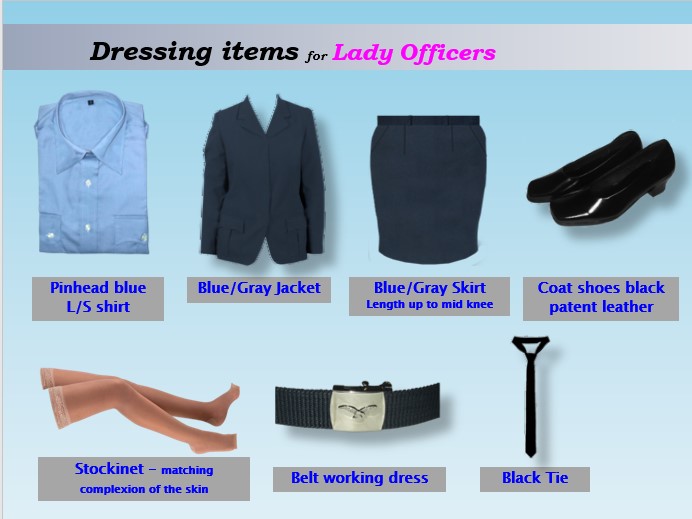 Dressing items for Lady Officers
Pinhead blue
L/S shirt
Blue/Gray Jacket
Blue/Gray Skirt
Length up to mid knee
Coat shoes black
patent leather
Stockinet – matching
complexion of the skin
Belt working dress
Black Tie